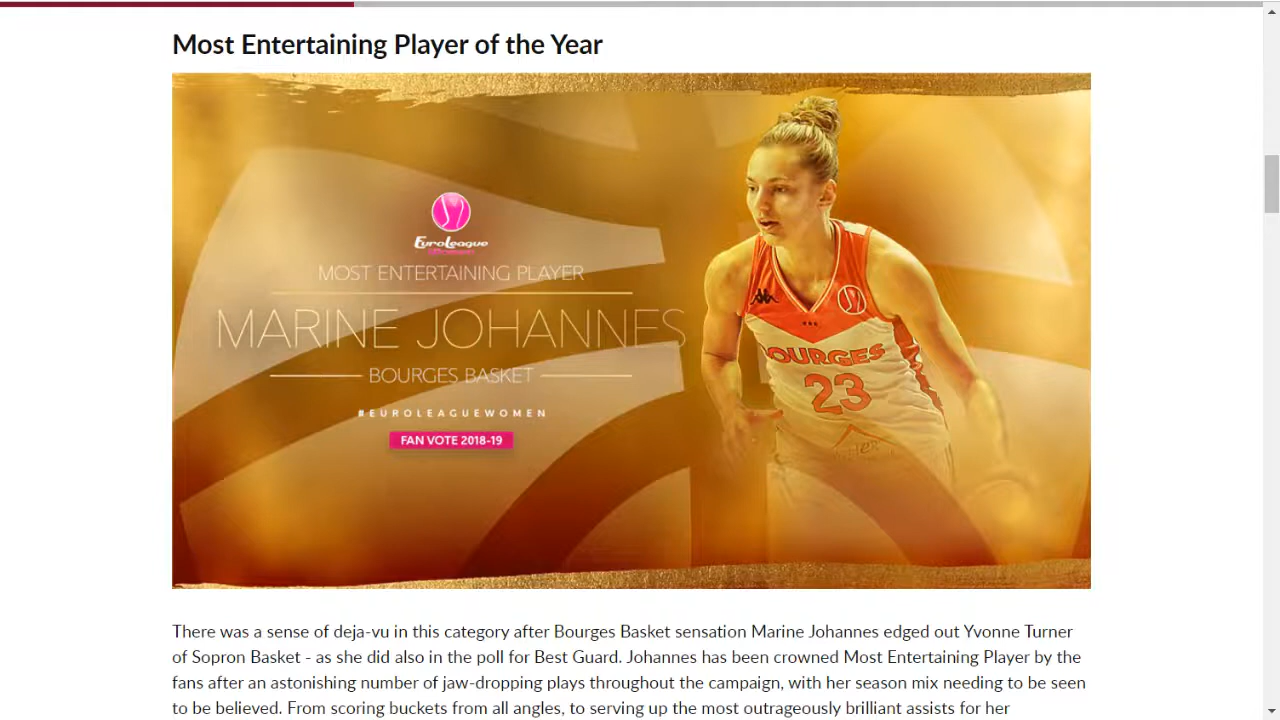 Most Entertaining Player of the Year
EuroLeague
Women
MOST ENTERTAINING PLAYER
MARINE JOHANNES
BOURGES BASKET
#EUROLEAGUEWOMEN
FAN VOTE 2018-19
BOURGES
23
There was a sense of deja-vu in this category after Bourges Basket sensation Marine Johannes edged out Yvonne Turner
of Sopron Basket - as she did also in the poll for Best Guard. Johannes has been crowned Most Entertaining Player by the
fans after an astonishing number of jaw-dropping plays throughout the campaign, with her season mix needing to be seen
to be believed. From scoring buckets from all angles, to serving up the most outrageously brilliant assists for her